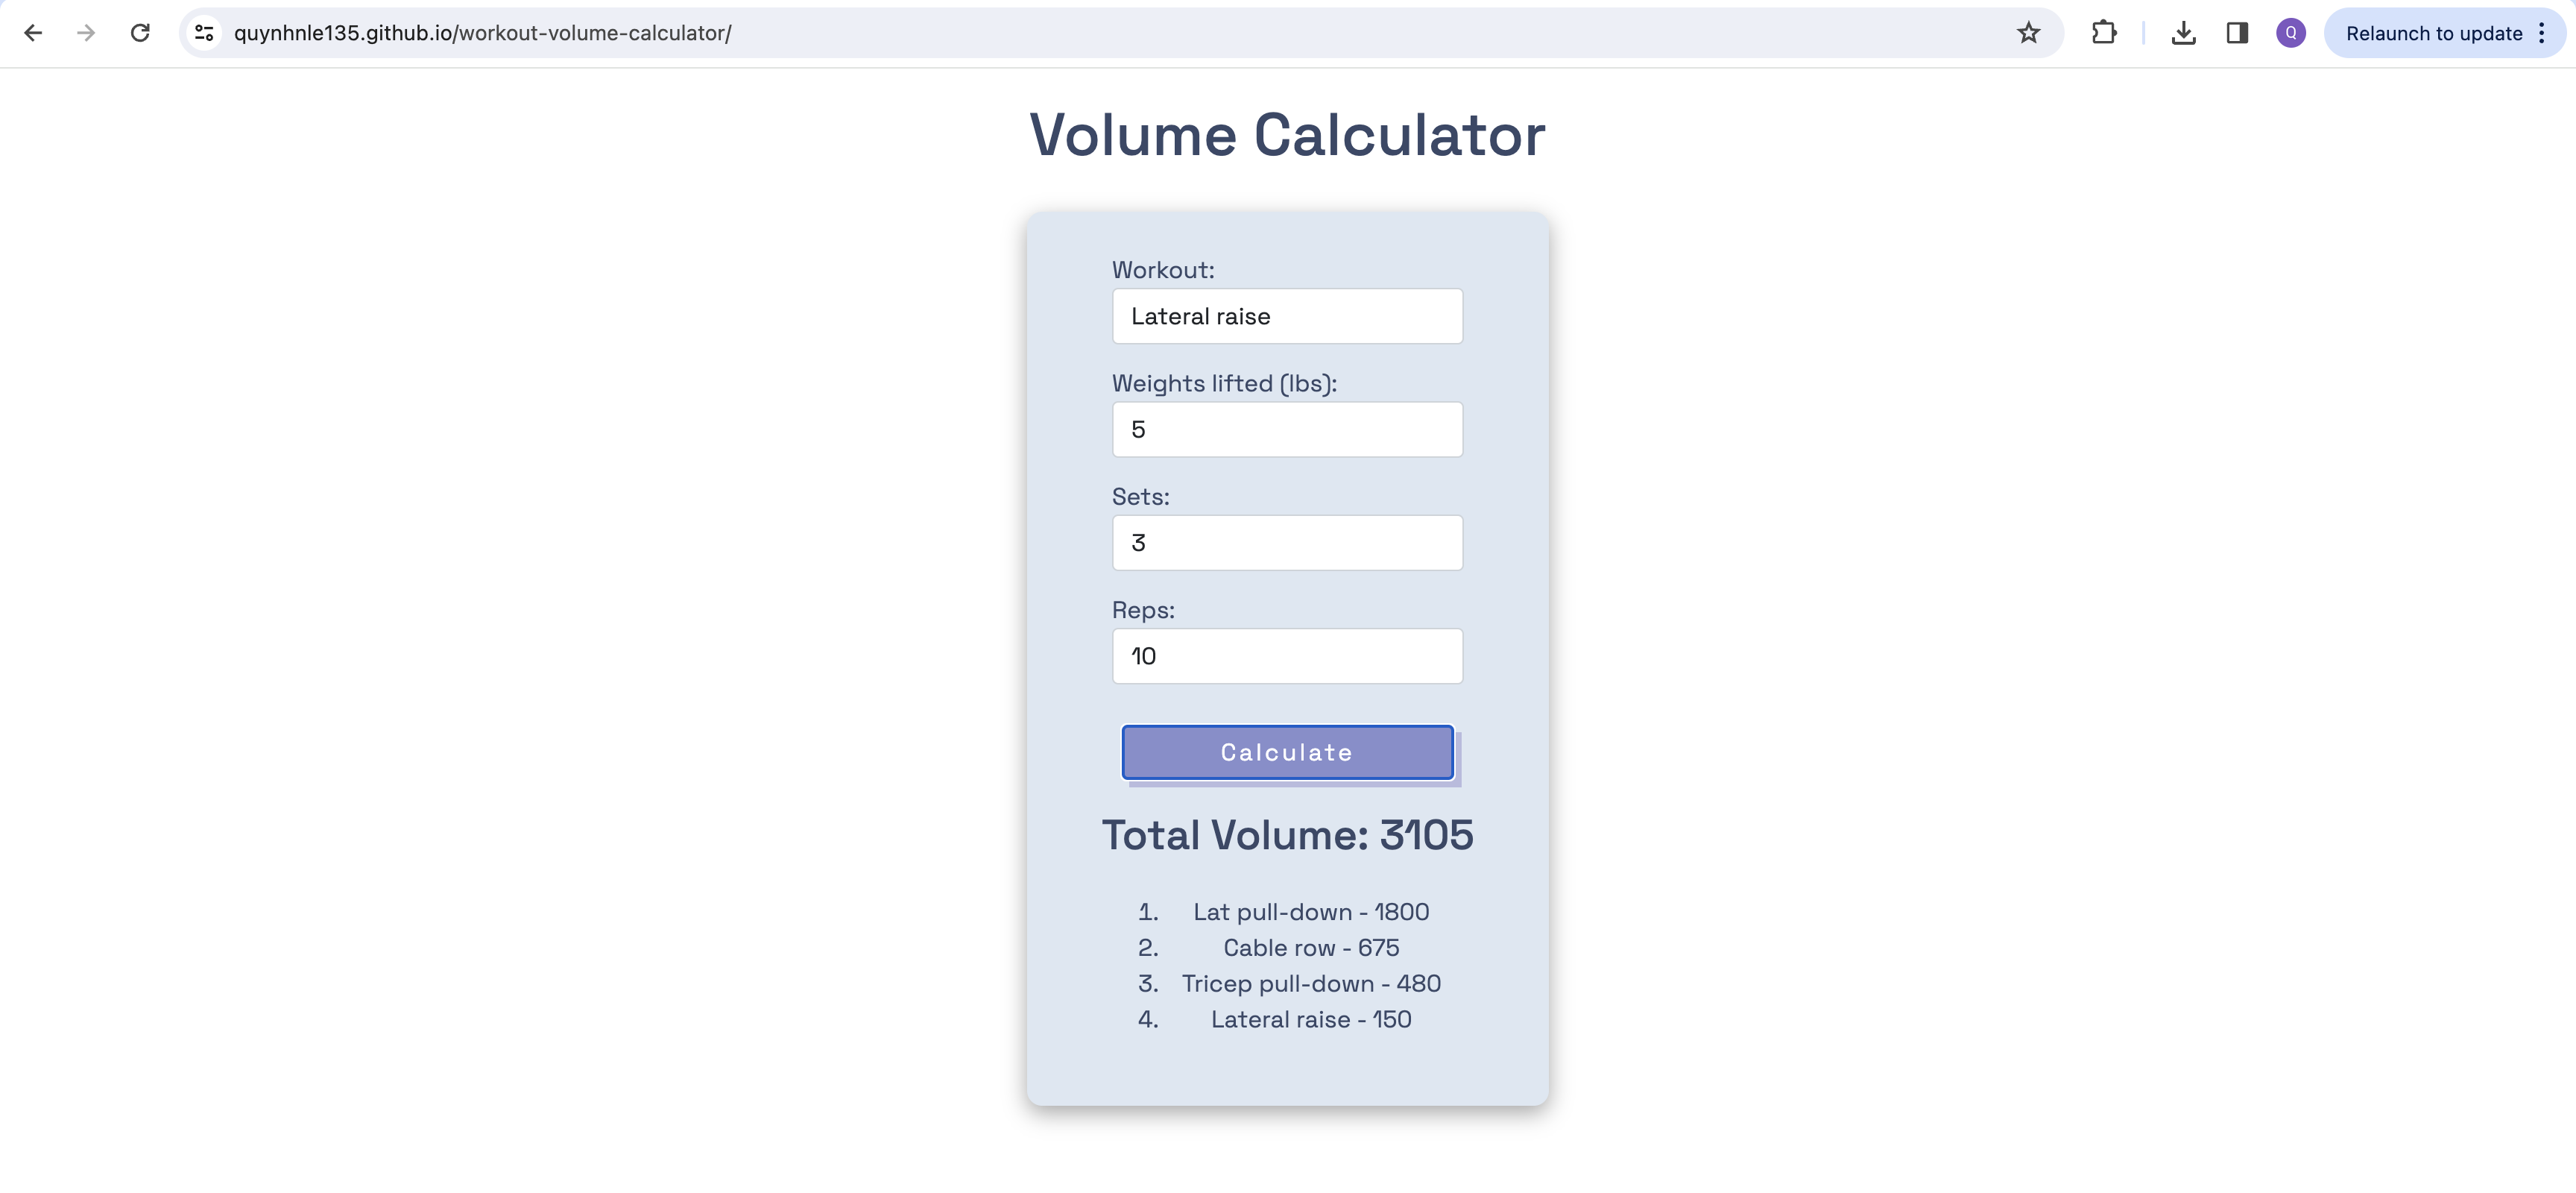 quynhnle135.github.io/workout-volume-calculator/
Q
Relaunch to update
Volume Calculator
Workout:
Lateral raise
Weights lifted (lbs):
5
Sets:
3
Reps:
10
Calculate
Total Volume: 3105
1. Lat pull-down - 1800
2. Cable row - 675
3. Tricep pull-down - 480
4. Lateral raise - 150